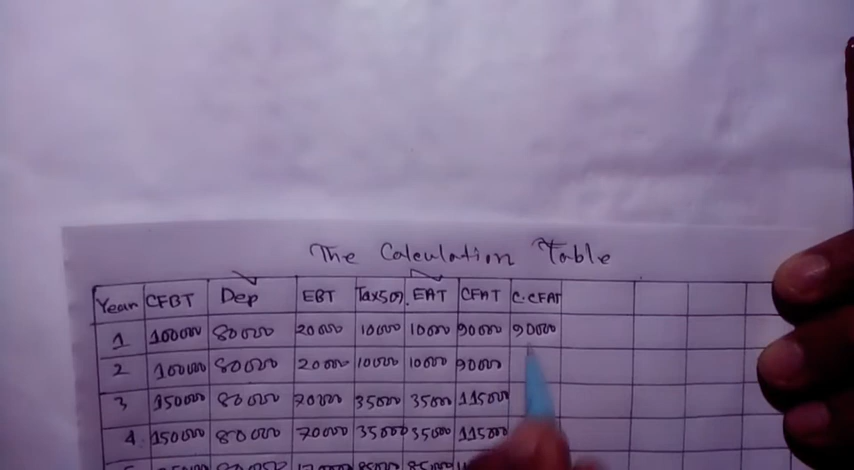 The Calculation Table
Year CFBT Dep EBT Tax50%. EAT CFAT C.CFAT
1 100000 80000 20000 10000 10000 90000 90000
2 100000 80000 20000 10000 10000 90000
3 150000 80000 70000 35000 35000 115000
4 150000 80000 70000 35000 35000 115000